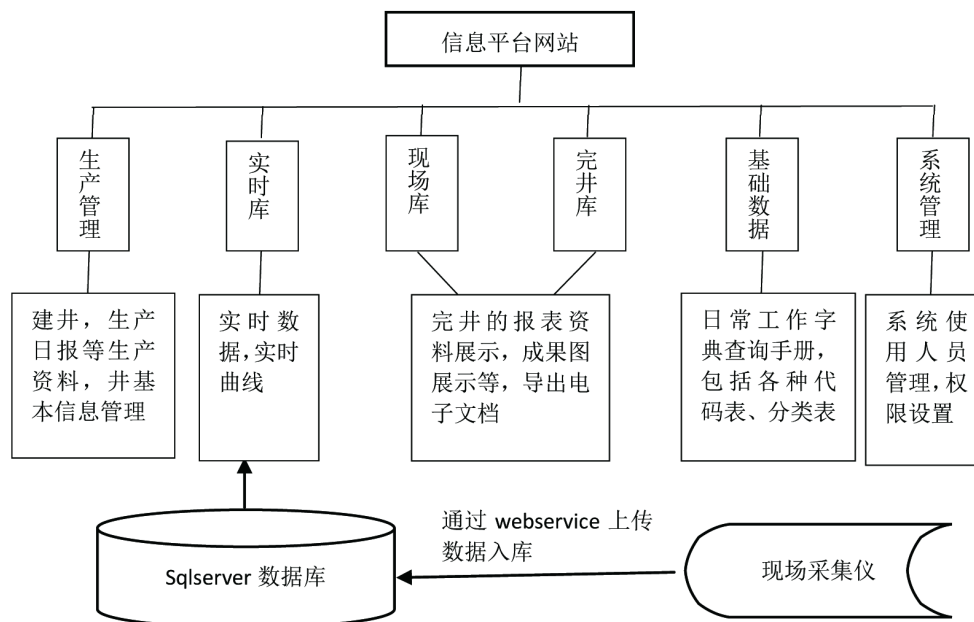 信息平台网站
生产管理
实时库
现场库
完井库
基础数据
系统管理
建井，生产
日报等生产
资料，井基
本信息管理
实时数
据,实时
曲线
完井的报表资
料展示，成果图
展示等，导出电
子文档
日常工作字
典查询手册，
包括各种代
码表、分类表
系统使
用人员
管理,权
限设置
通过 webservice 上传
数据入库
Sqlserver 数据库
现场采集仪